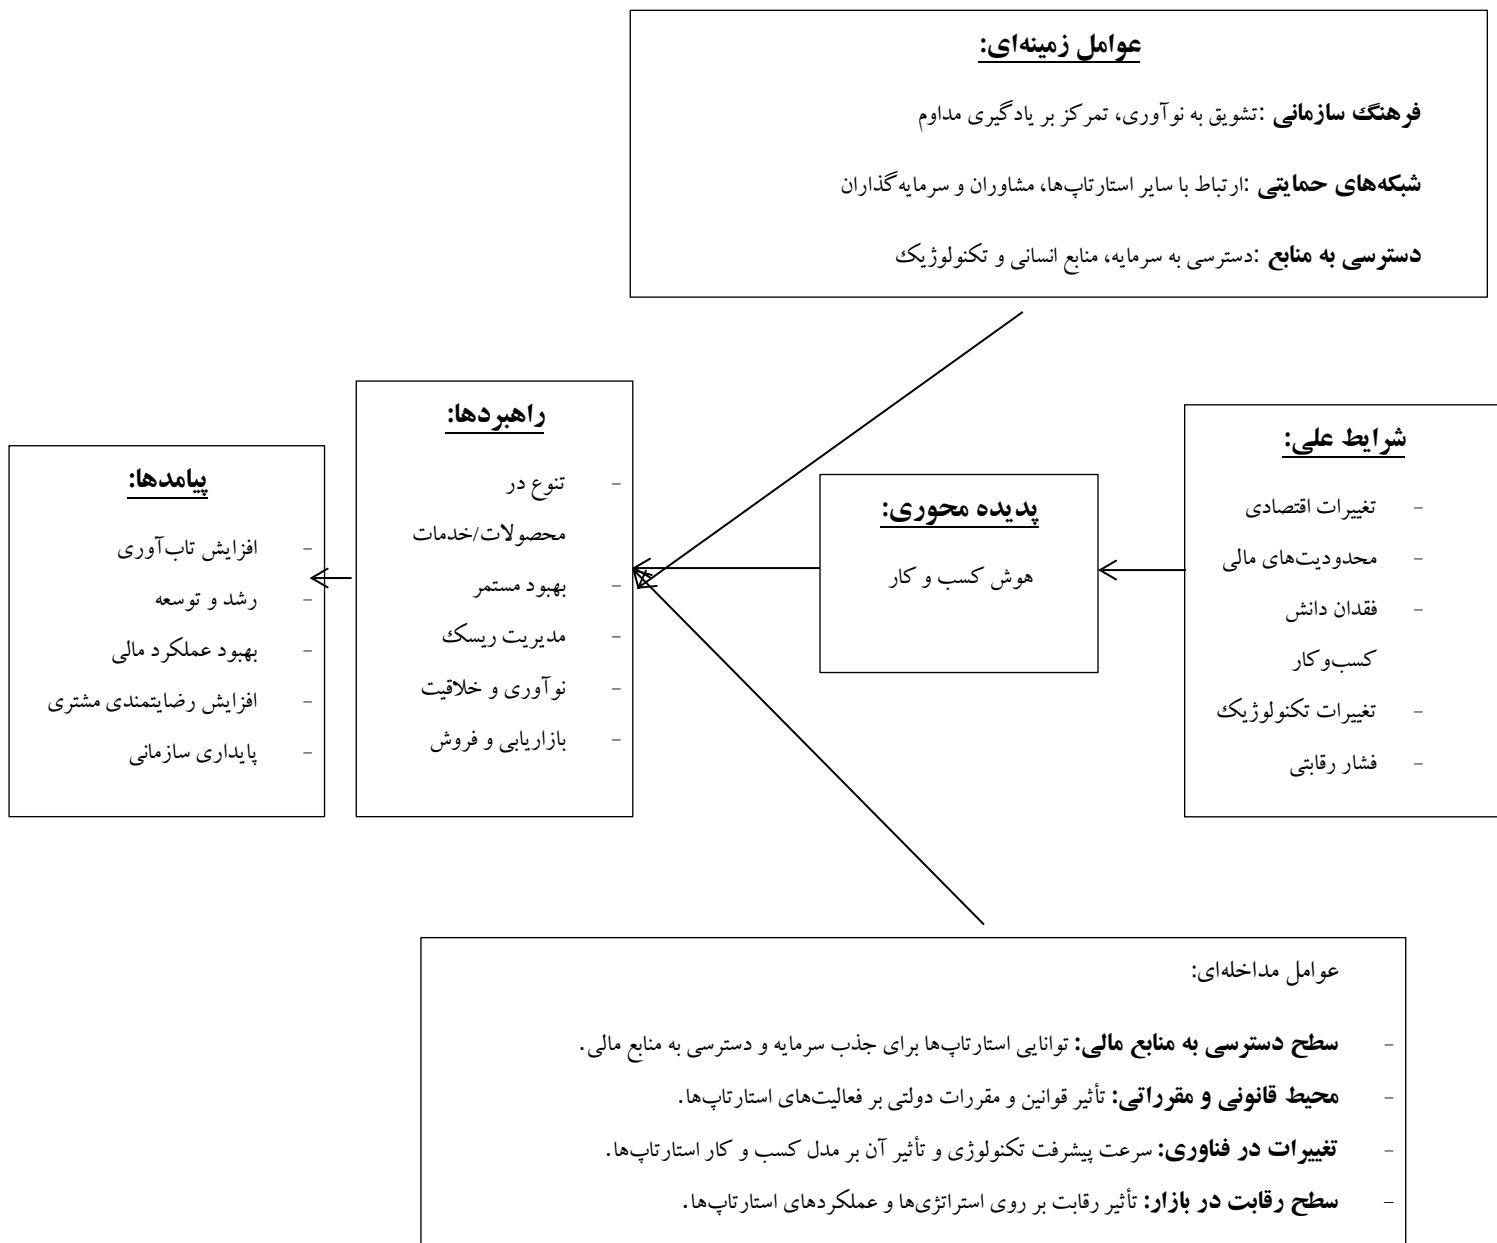 عوامل زمینه‌ای:
فرهنگ سازمانی :تشویق به نوآوری، تمرکز بر یادگیری مداوم
شبکه‌های حمایتی :ارتباط با سایر استارتاپ‌ها، مشاوران و سرمایه‌گذاران
دسترسی به منابع :دسترسی به سرمایه، منابع انسانی و تکنولوژیک
شرایط علی:
- تغییرات اقتصادی
- محدودیت‌های مالی
- فقدان دانش
کسب‌وکار
- تغییرات تکنولوژیک
- فشار رقابتی
پدیده محوری:
هوش کسب و کار
راهبردها:
- تنوع در
محصولات/خدمات
- بهبود مستمر
- مدیریت ریسک
- نوآوری و خلاقیت
- بازاریابی و فروش
پیامدها:
- افزایش تاب‌آوری
- رشد و توسعه
- بهبود عملکرد مالی
- افزایش رضایتمندی مشتری
- پایداری سازمانی
عوامل مداخله‌ای:
- سطح دسترسی به منابع مالی: توانایی استارتاپ‌ها برای جذب سرمایه و دسترسی به منابع مالی.
- محیط قانونی و مقرراتی: تأثیر قوانین و مقررات دولتی بر فعالیت‌های استارتاپ‌ها.
- تغییرات در فناوری: سرعت پیشرفت تکنولوژی و تأثیر آن بر مدل کسب و کار استارتاپ‌ها.
- سطح رقابت در بازار: تأثیر رقابت بر روی استراتژی‌ها و عملکردهای استارتاپ‌ها.